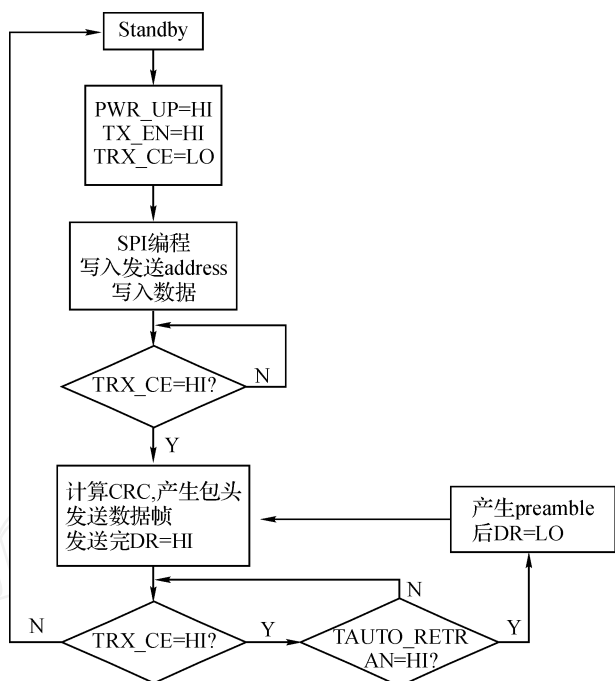 Standby
PWR_UP=HI
TX_EN=HI
TRX_CE=LO
SPI编程
写入发送address
写入数据
TRX_CE=HI?
N
Y
计算CRC,产生包头
发送数据帧
发送完DR=HI
产生preamble
后DR=LO
N
N
TRX_CE=HI?
Y
TAUTO_RETR
AN=HI?
Y